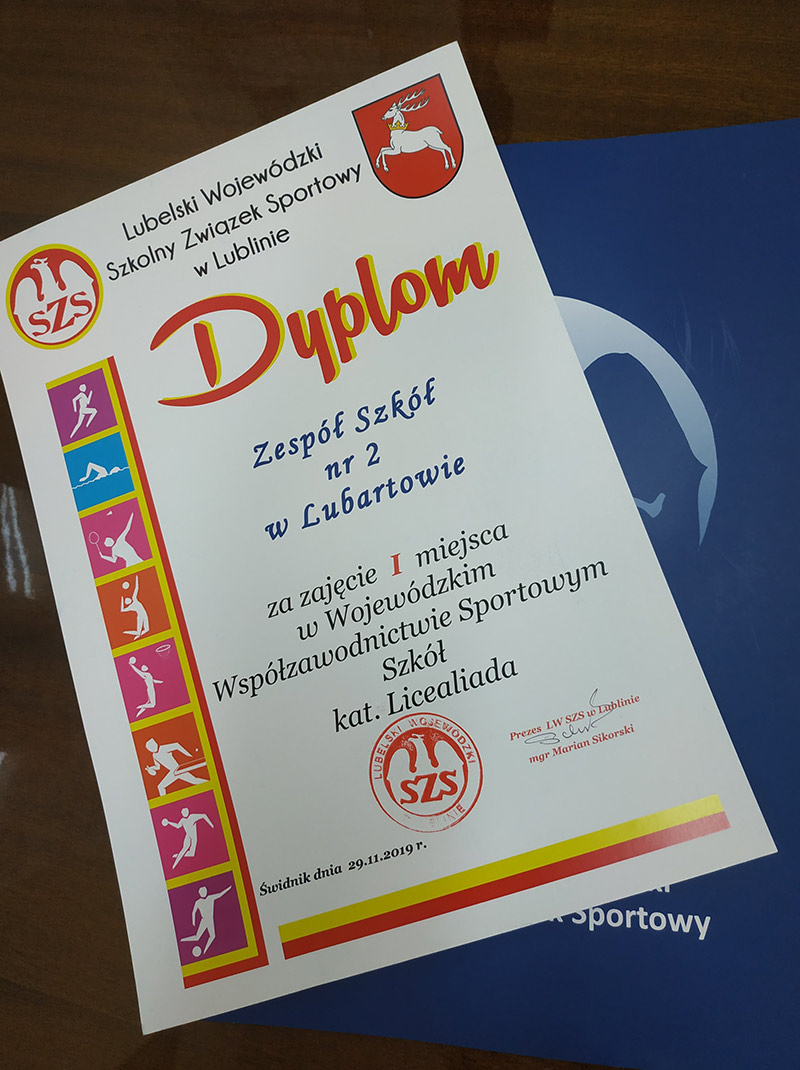 Lubelski Wojewódzki
Szkolny Związek Sportowy
w Lublinie
SZS
Dyplom
Zespół Szkół
nr 2
w Lubartowie
za zajęcie I miejsca
w Wojewódzkim
Współzawodnictwie Sportowym
Szkół
kat. Licealiada
LUBELSKI WOJEWÓDZKI
SZS
Prezes LW SZS w Lublinie
mgr Marian Sikorski
Świdnik dnia 29.11.2019 r.
Sportowy